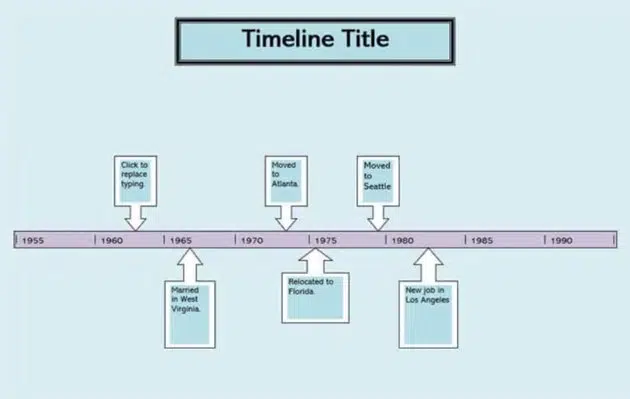 Timeline Title
Click to
replace
typing.
Moved
to
Atlanta.
Moved
to
Seattle
1955 1960 1965 1970 1975 1980 1985 1990
Married
in West
Virginia.
Relocated to
Florida.
New job in
Los Angeles